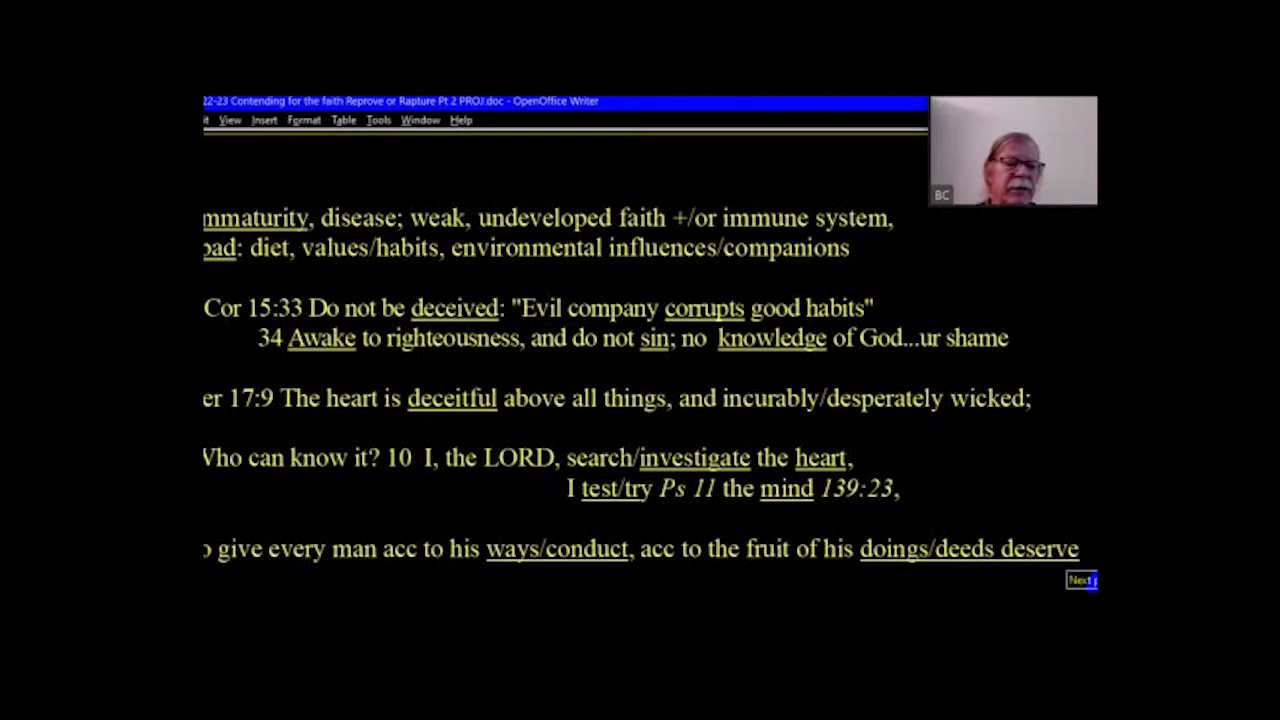 22-23 Contending for the faith Reprove or Rapture Pt 2 PROJ.doc - OpenOffice Writer
it View Insert Format Table Tools Window Help
BC
mmaturity, disease; weak, undeveloped faith +/or immune system,
bad: diet, values/habits, environmental influences/companions
Cor 15:33 Do not be deceived: "Evil company corrupts good habits"
34 Awake to righteousness, and do not sin; no knowledge of God...ur shame
er 17:9 The heart is deceitful above all things, and incurably/desperately wicked;
Who can know it? 10 I, the LORD, search/investigate the heart,
I test/try Ps 11 the mind 139:23,
o give every man acc to his ways/conduct, acc to the fruit of his doings/deeds deserve
Next p